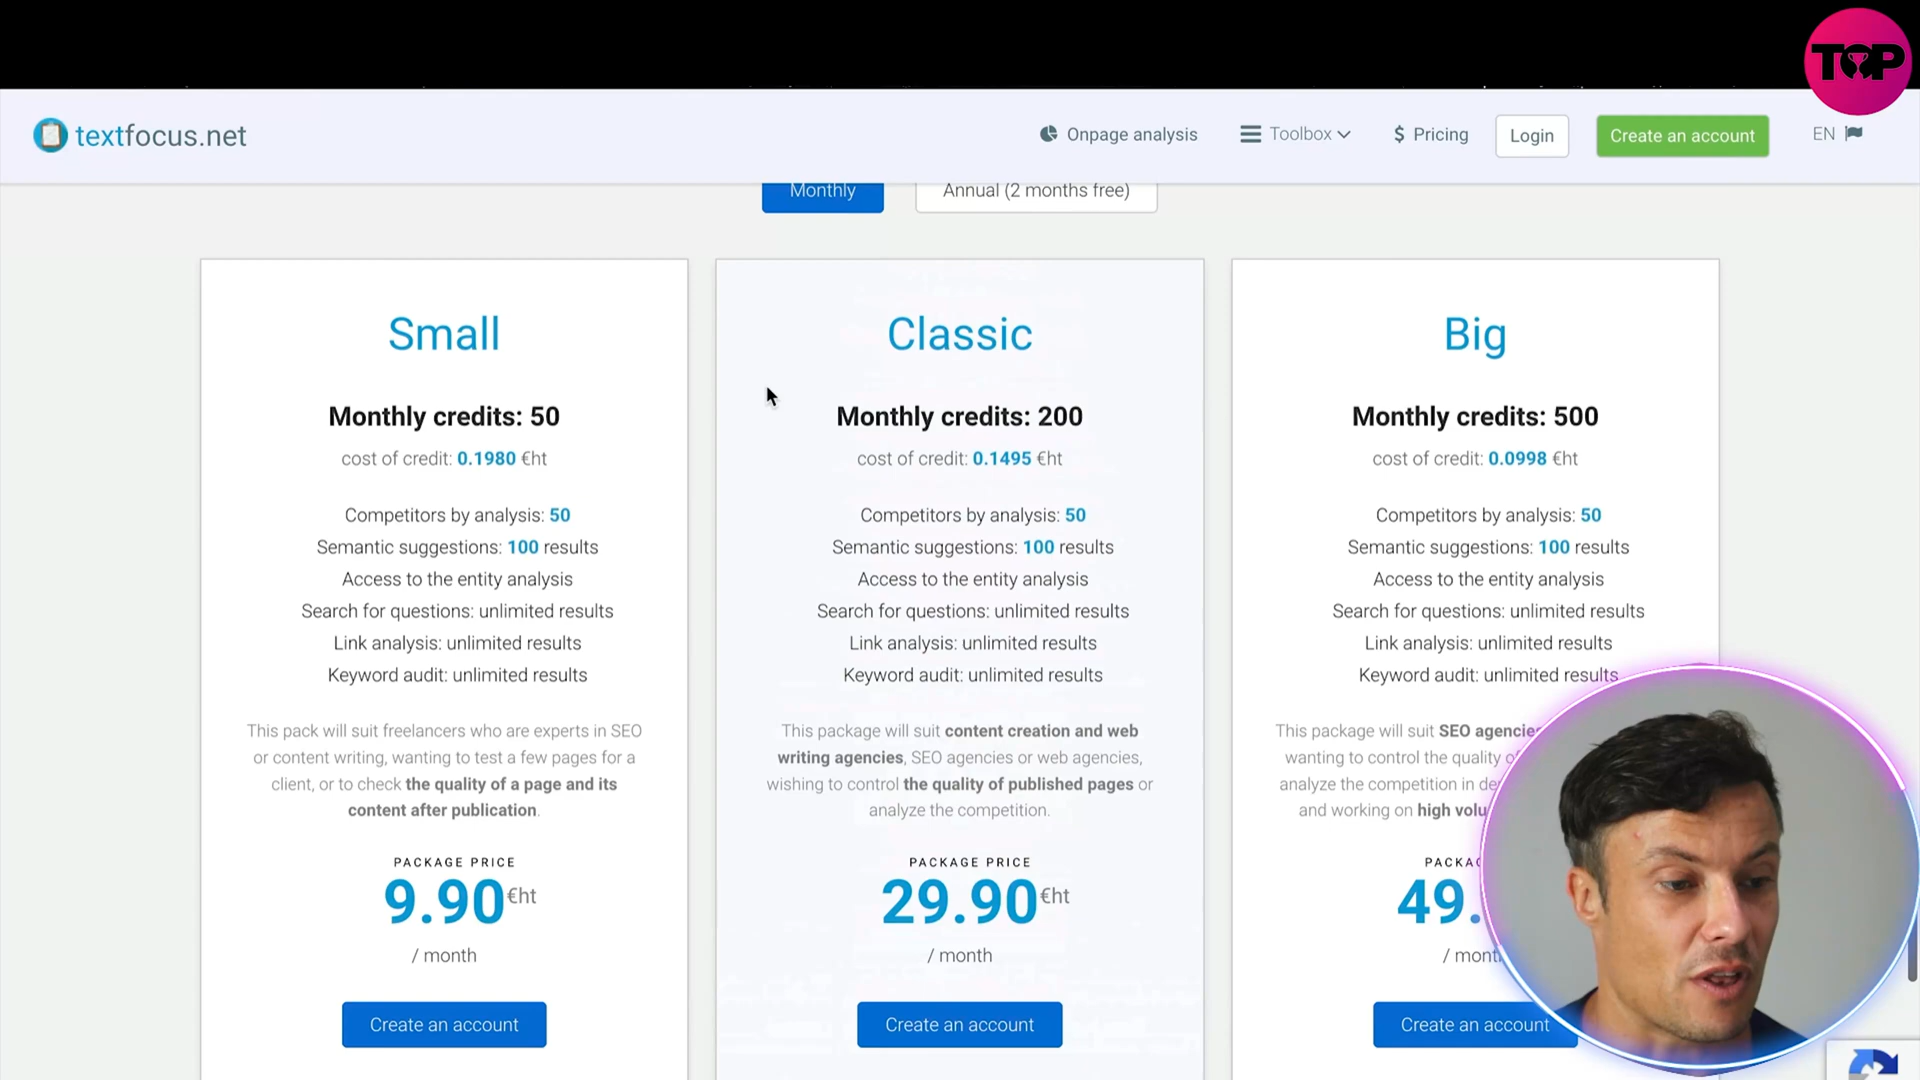 TOP
textfocus.net
Onpage analysis
Toolbox
$ Pricing
Login
Create an account
EN
Monthly
Annual (2 months free)
Small
Monthly credits: 50
cost of credit: 0.1980 €ht
Competitors by analysis: 50
Semantic suggestions: 100 results
Access to the entity analysis
Search for questions: unlimited results
Link analysis: unlimited results
Keyword audit: unlimited results
This pack will suit freelancers who are experts in SEO
or content writing, wanting to test a few pages for a
client, or to check the quality of a page and its
content after publication.
PACKAGE PRICE
9.90 €ht
/ month
Create an account
Classic
Monthly credits: 200
cost of credit: 0.1495 €ht
Competitors by analysis: 50
Semantic suggestions: 100 results
Access to the entity analysis
Search for questions: unlimited results
Link analysis: unlimited results
Keyword audit: unlimited results
This package will suit content creation and web
writing agencies, SEO agencies or web agencies,
wishing to control the quality of published pages or
analyze the competition.
PACKAGE PRICE
29.90 €ht
/ month
Create an account
Big
Monthly credits: 500
cost of credit: 0.0998 €ht
Competitors by analysis: 50
Semantic suggestions: 100 results
Access to the entity analysis
Search for questions: unlimited results
Link analysis: unlimited results
Keyword audit: unlimited results
This package will suit SEO
wanting to control the quality
analyze the competition in
and working on high
49.
/
Create an account